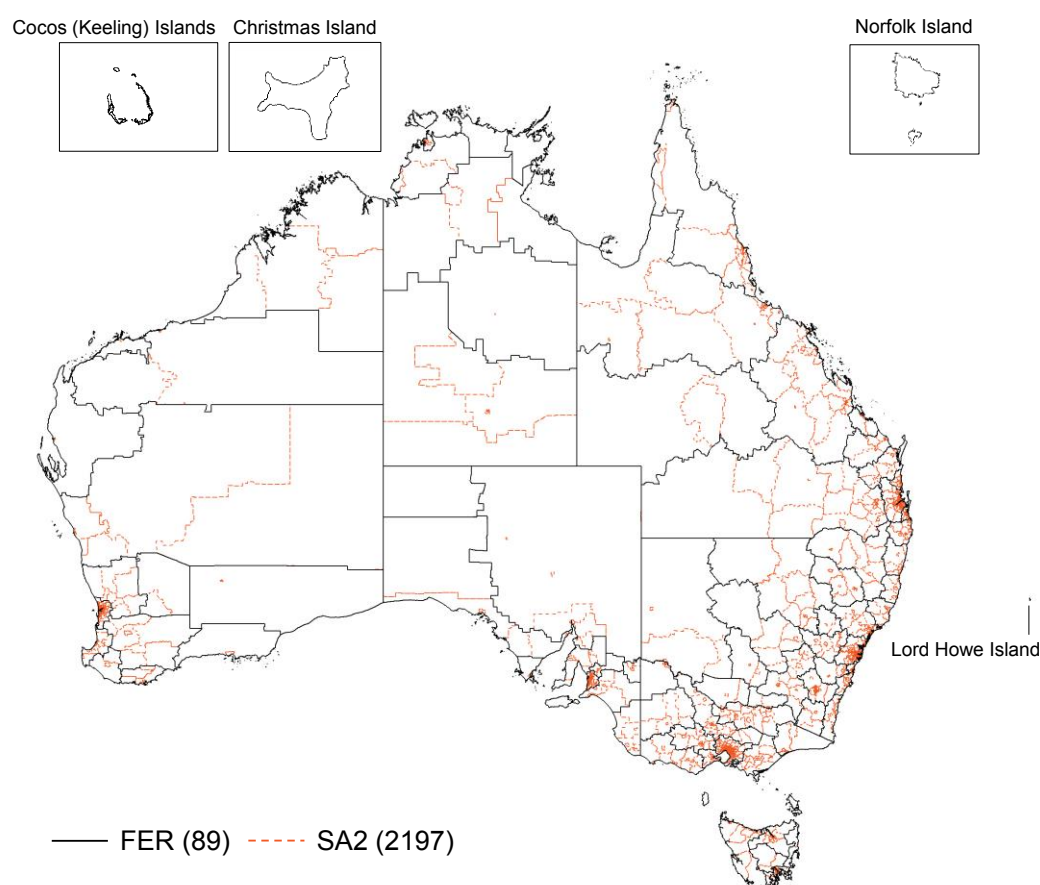 Cocos (Keeling) Islands
Christmas Island
Norfolk Island
Lord Howe Island
FER (89)
SA2 (2197)